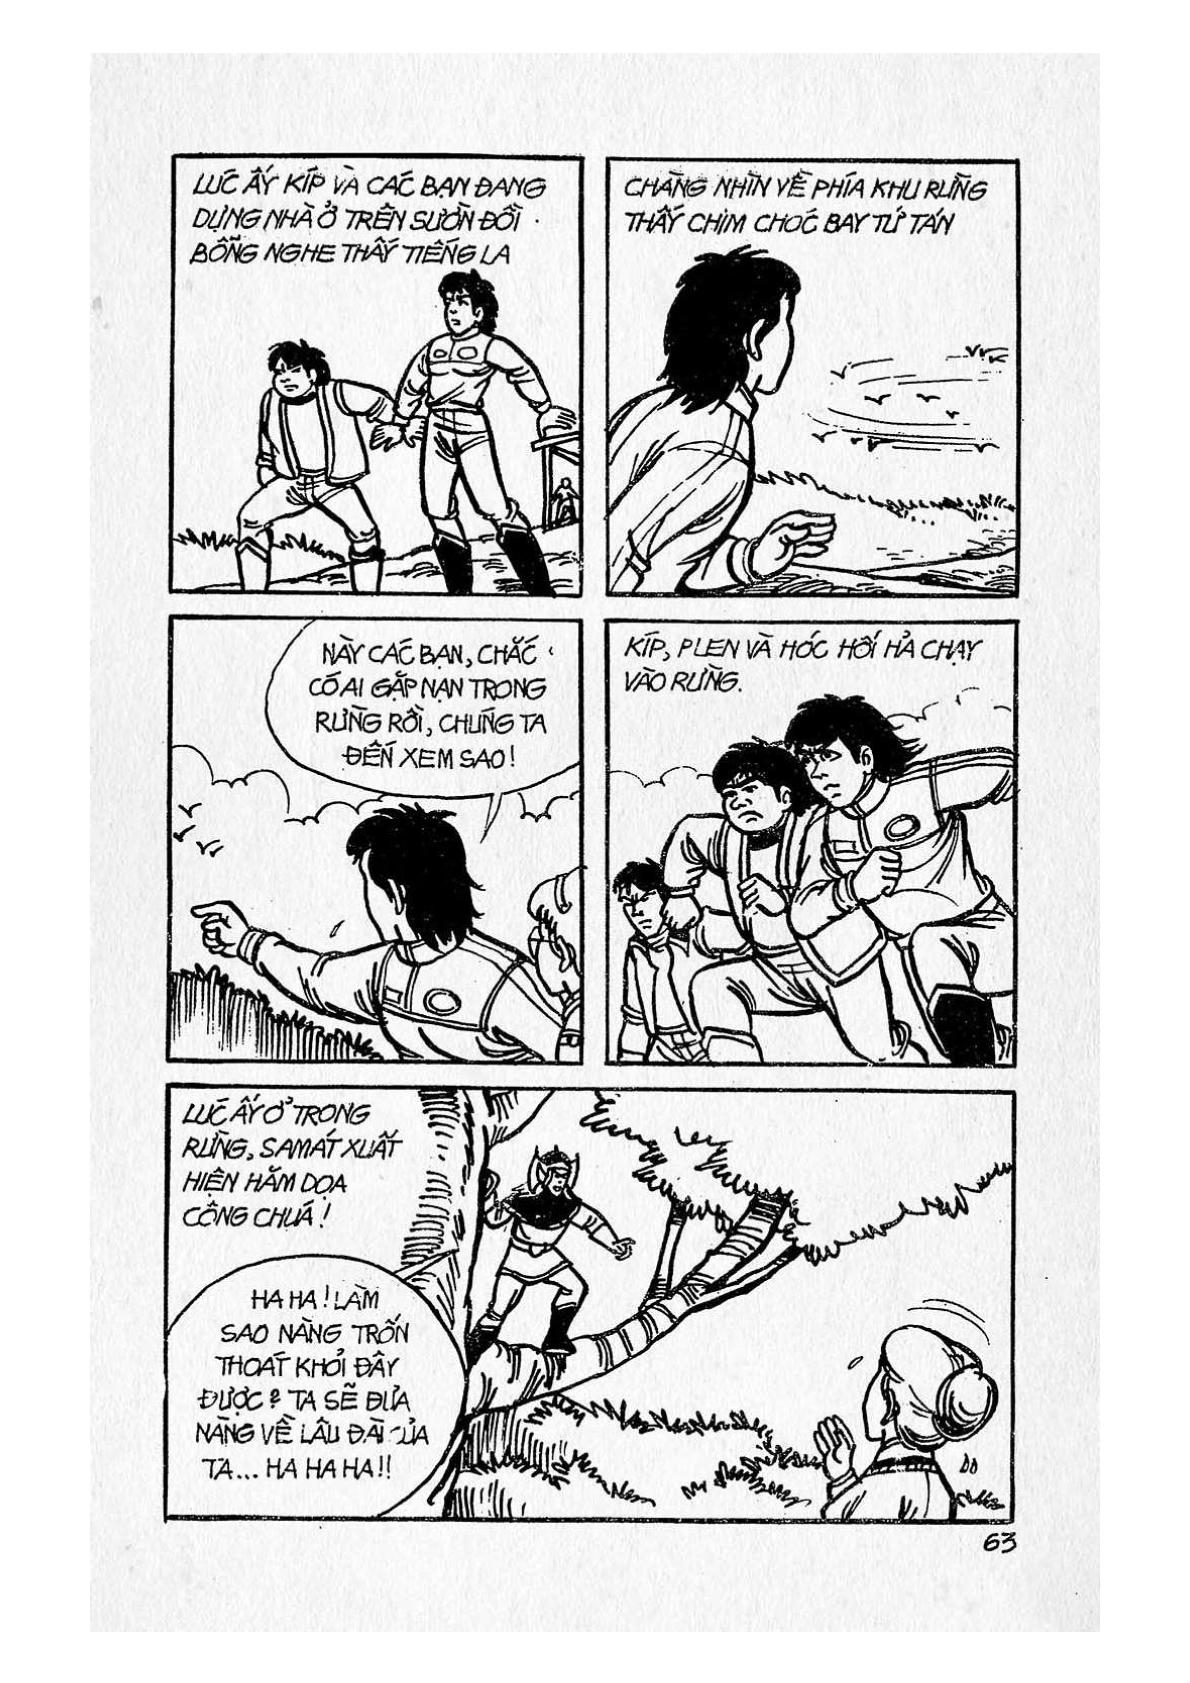 LÚC ẤY KÍP VÀ CÁC BẠN ĐANG
DỰNG NHÀ Ở TRÊN SƯỜN ĐỒI
BỖNG NGHE THẤY TIẾNG LA
CHÀNG NHÌN VỀ PHÍA KHU RỪNG
THẤY CHIM CHÓC BAY TỨ TÁN
NÀY CÁC BẠN, CHẮC
CÓ AI GẶP NẠN TRONG
RỪNG RỒI, CHÚNG TA
ĐẾN XEM SAO!
KÍP, PLEN VÀ HÓC HỐI HẢ CHẠY
VÀO RỪNG.
LÚC ẤY Ở TRONG
RỪNG, SAMÁT XUẤT
HIỆN HĂM DỌA
CÔNG CHÚA!
HA HA! LÀM
SAO NÀNG TRỐN
THOÁT KHỎI ĐÂY
ĐƯỢC? TA SẼ ĐƯA
NÀNG VỀ LÂU ĐÀI CỦA
TA... HA HA HA!!
63